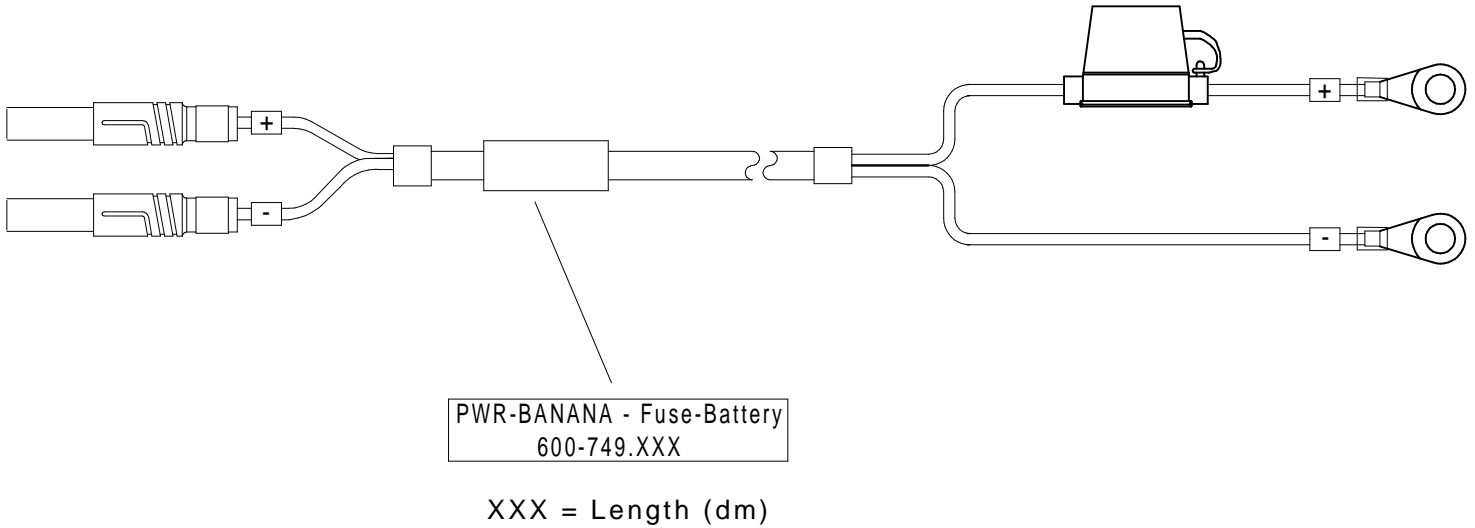 +
+
-
-
PWR-BANANA - Fuse-Battery
600-749.XXX
XXX = Length (dm)